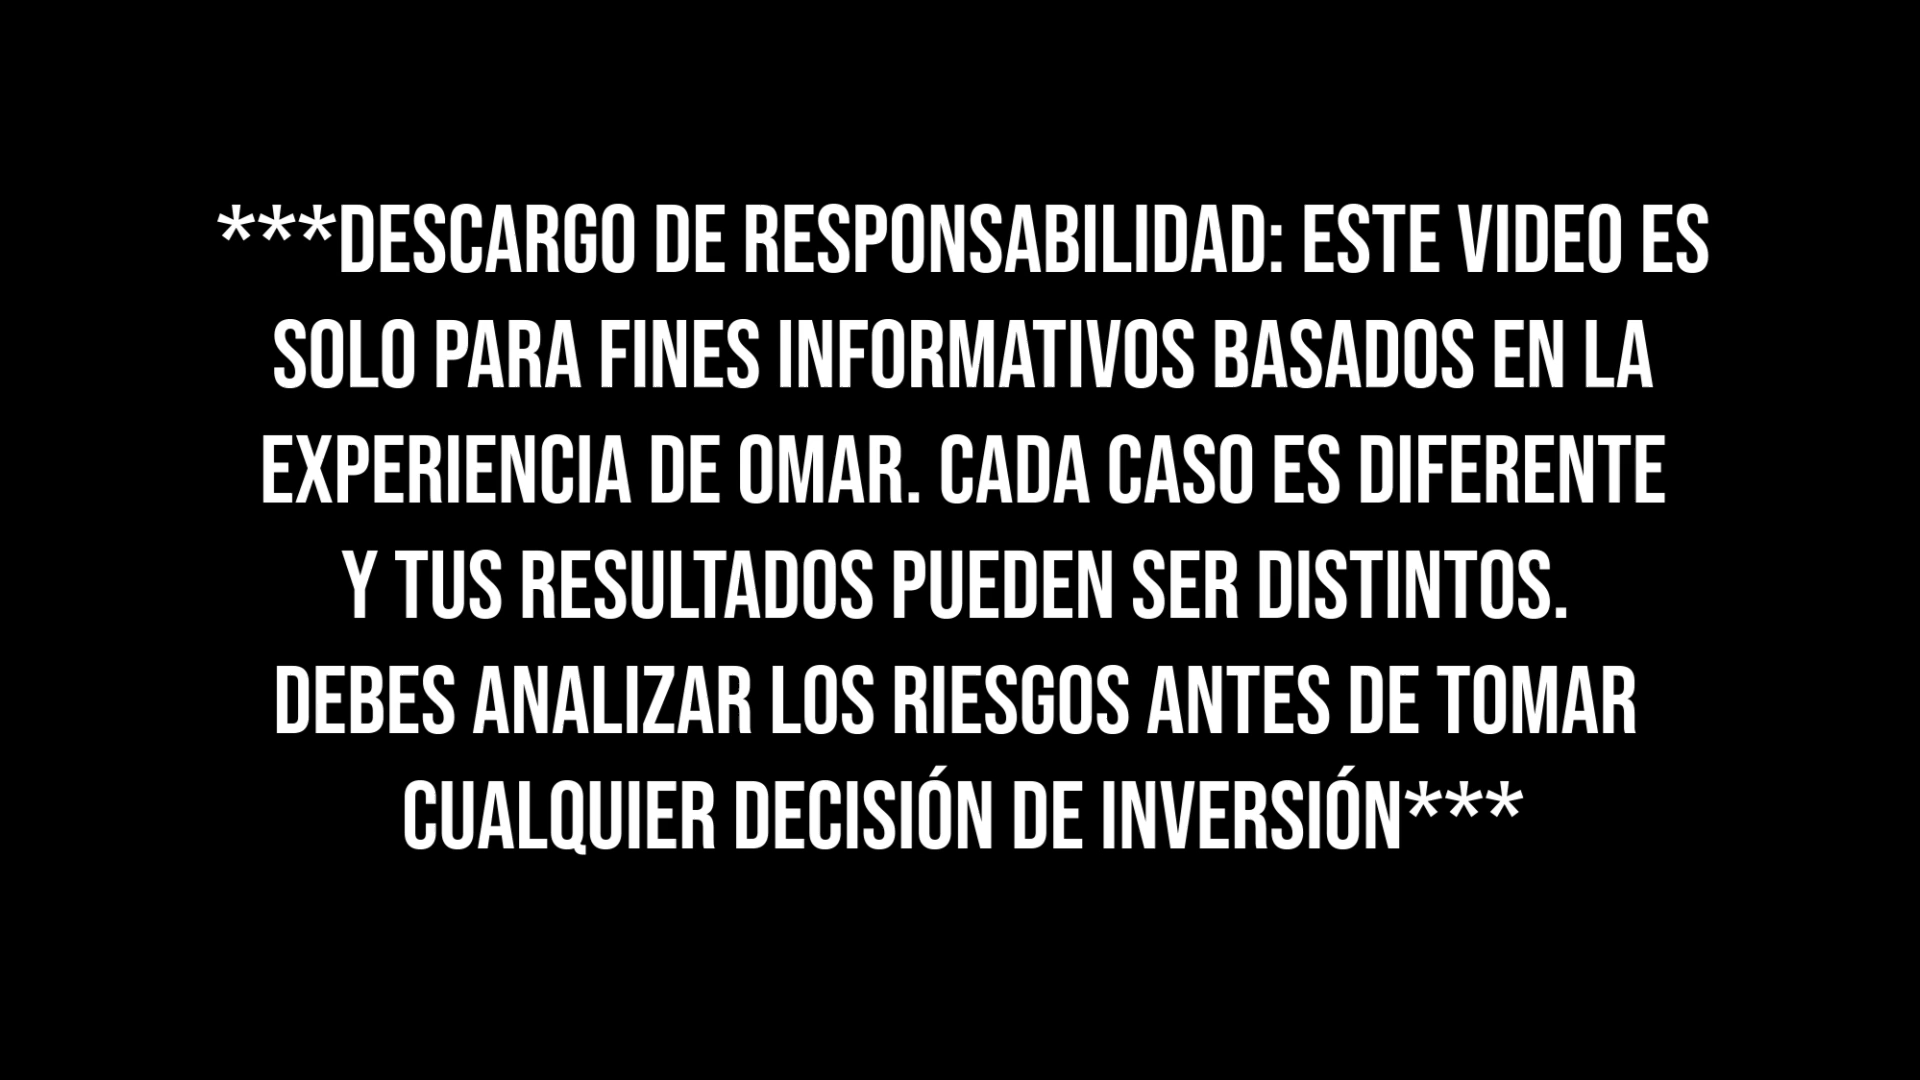 ***DESCARGO DE RESPONSABILIDAD: ESTE VIDEO ES
SOLO PARA FINES INFORMATIVOS BASADOS EN LA
EXPERIENCIA DE OMAR. CADA CASO ES DIFERENTE
Y TUS RESULTADOS PUEDEN SER DISTINTOS.
DEBES ANALIZAR LOS RIESGOS ANTES DE TOMAR
CUALQUIER DECISIÓN DE INVERSIÓN***